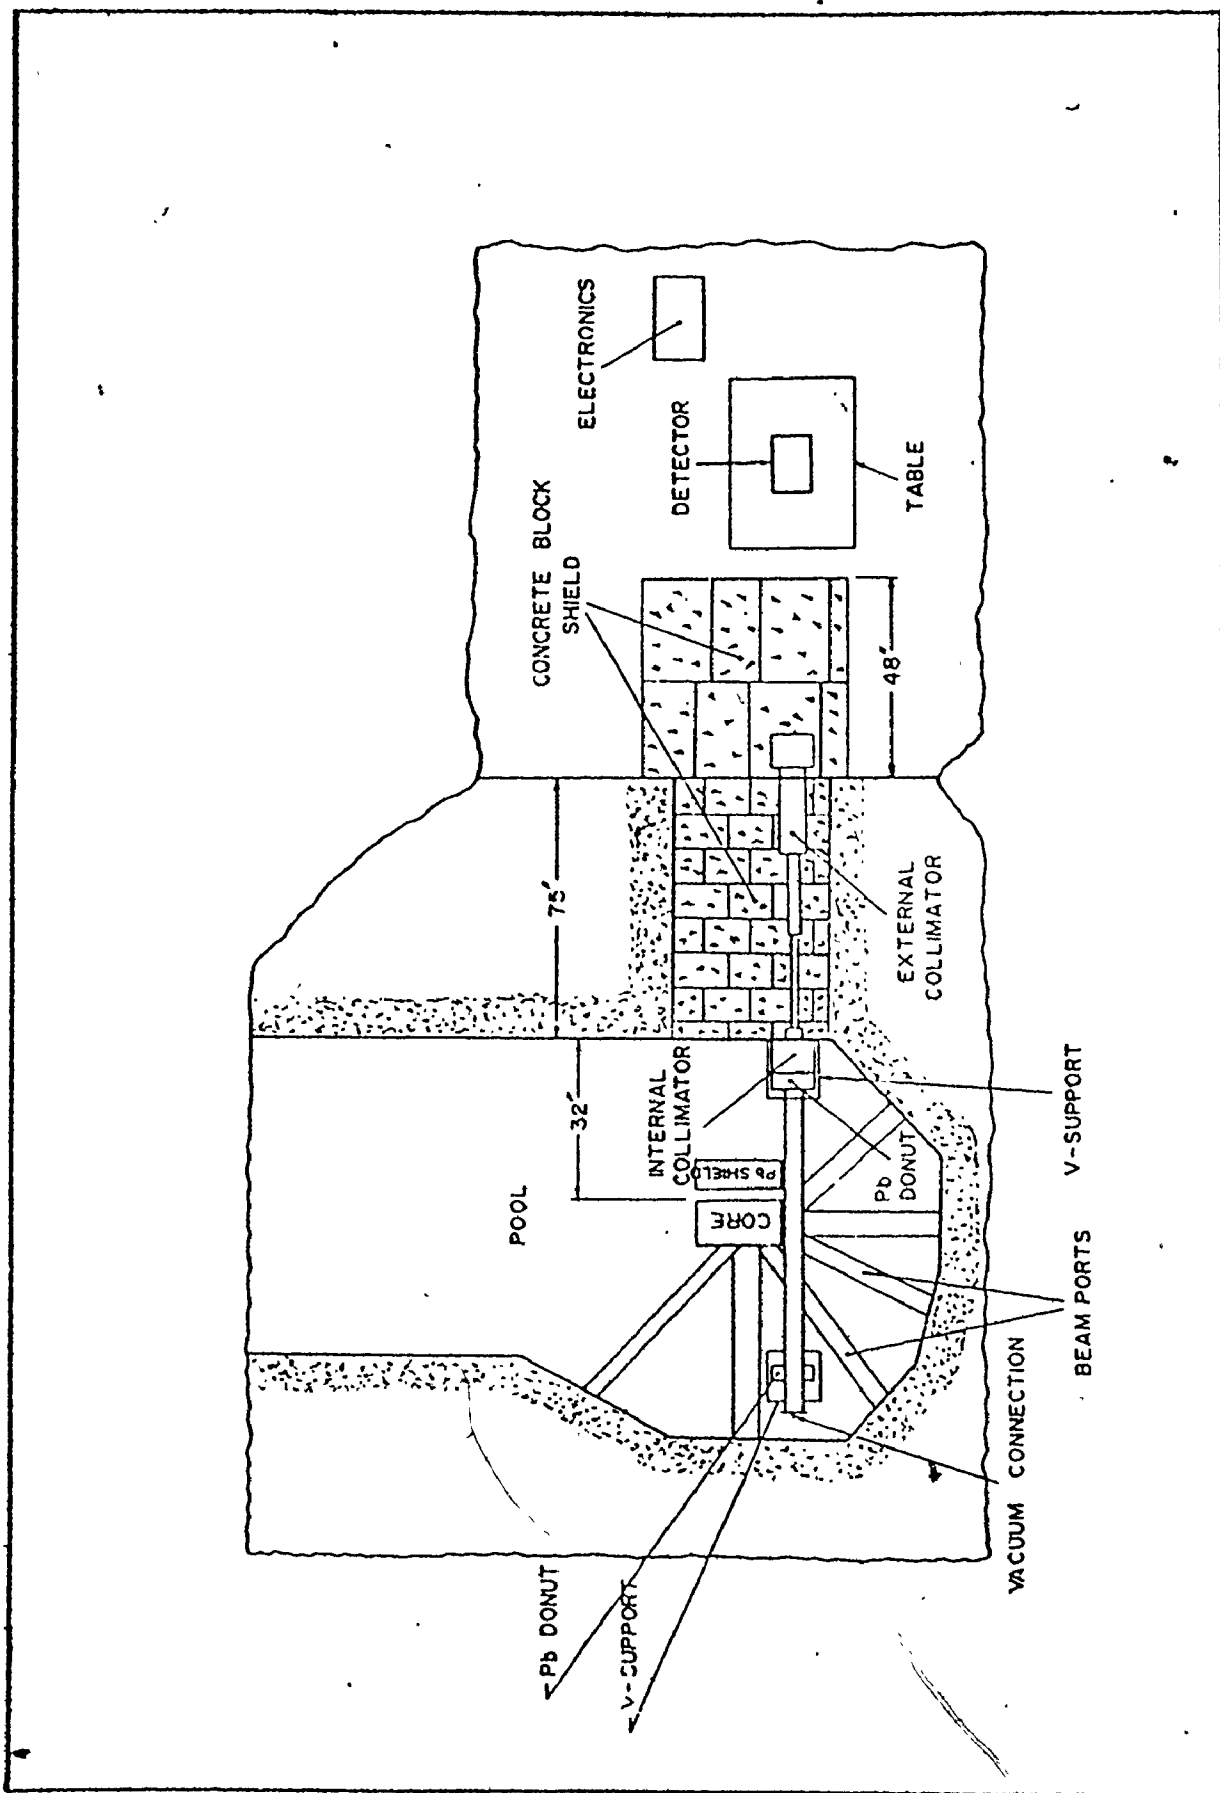 ELECTRONICS
DETECTOR
TABLE
CONCRETE BLOCK
SHIELD
48"
75"
EXTERNAL
COLLIMATOR
32"
INTERNAL
COLLIMATOR
Pb SHIELD
CORE
POOL
Pb
DONUT
V-SUPPORT
BEAM PORTS
VACUUM CONNECTION
Pb DONUT
V-SUPPORT